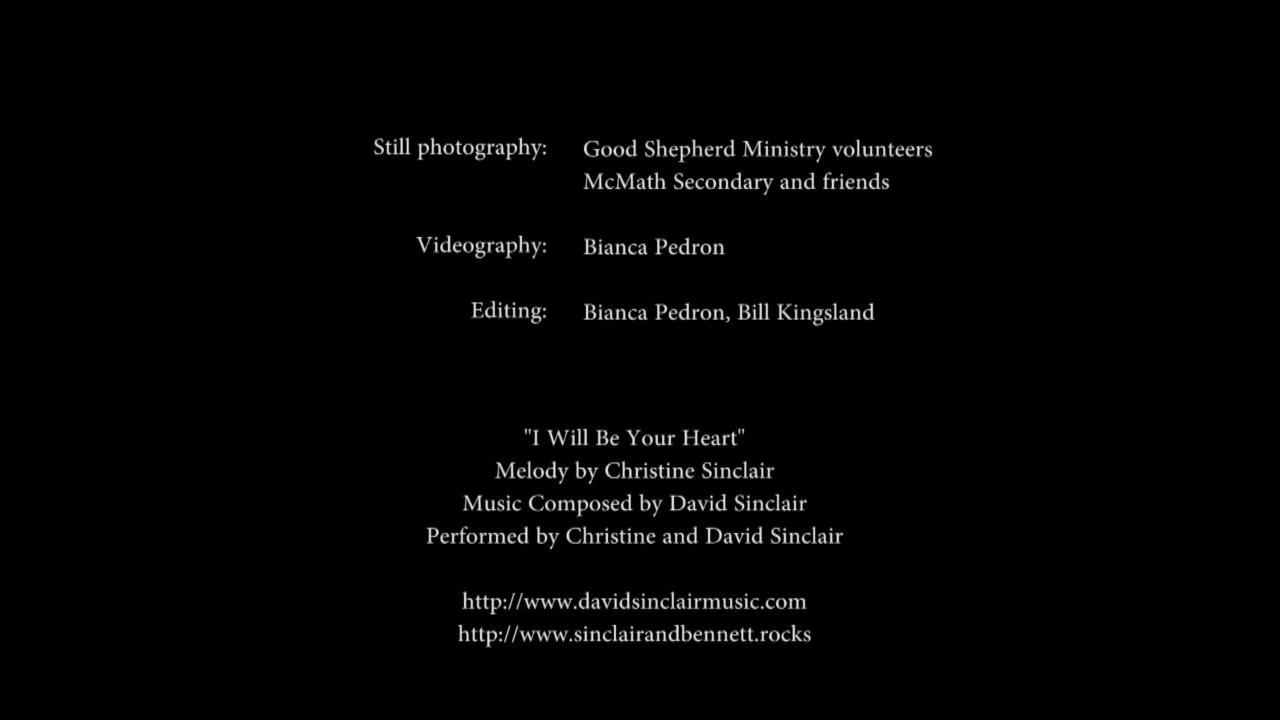 Still photography: Good Shepherd Ministry volunteers
McMath Secondary and friends
Videography: Bianca Pedron
Editing: Bianca Pedron, Bill Kingsland
"I Will Be Your Heart"
Melody by Christine Sinclair
Music Composed by David Sinclair
Performed by Christine and David Sinclair
http://www.davidsinclairmusic.com
http://www.sinclairandbennett.rocks